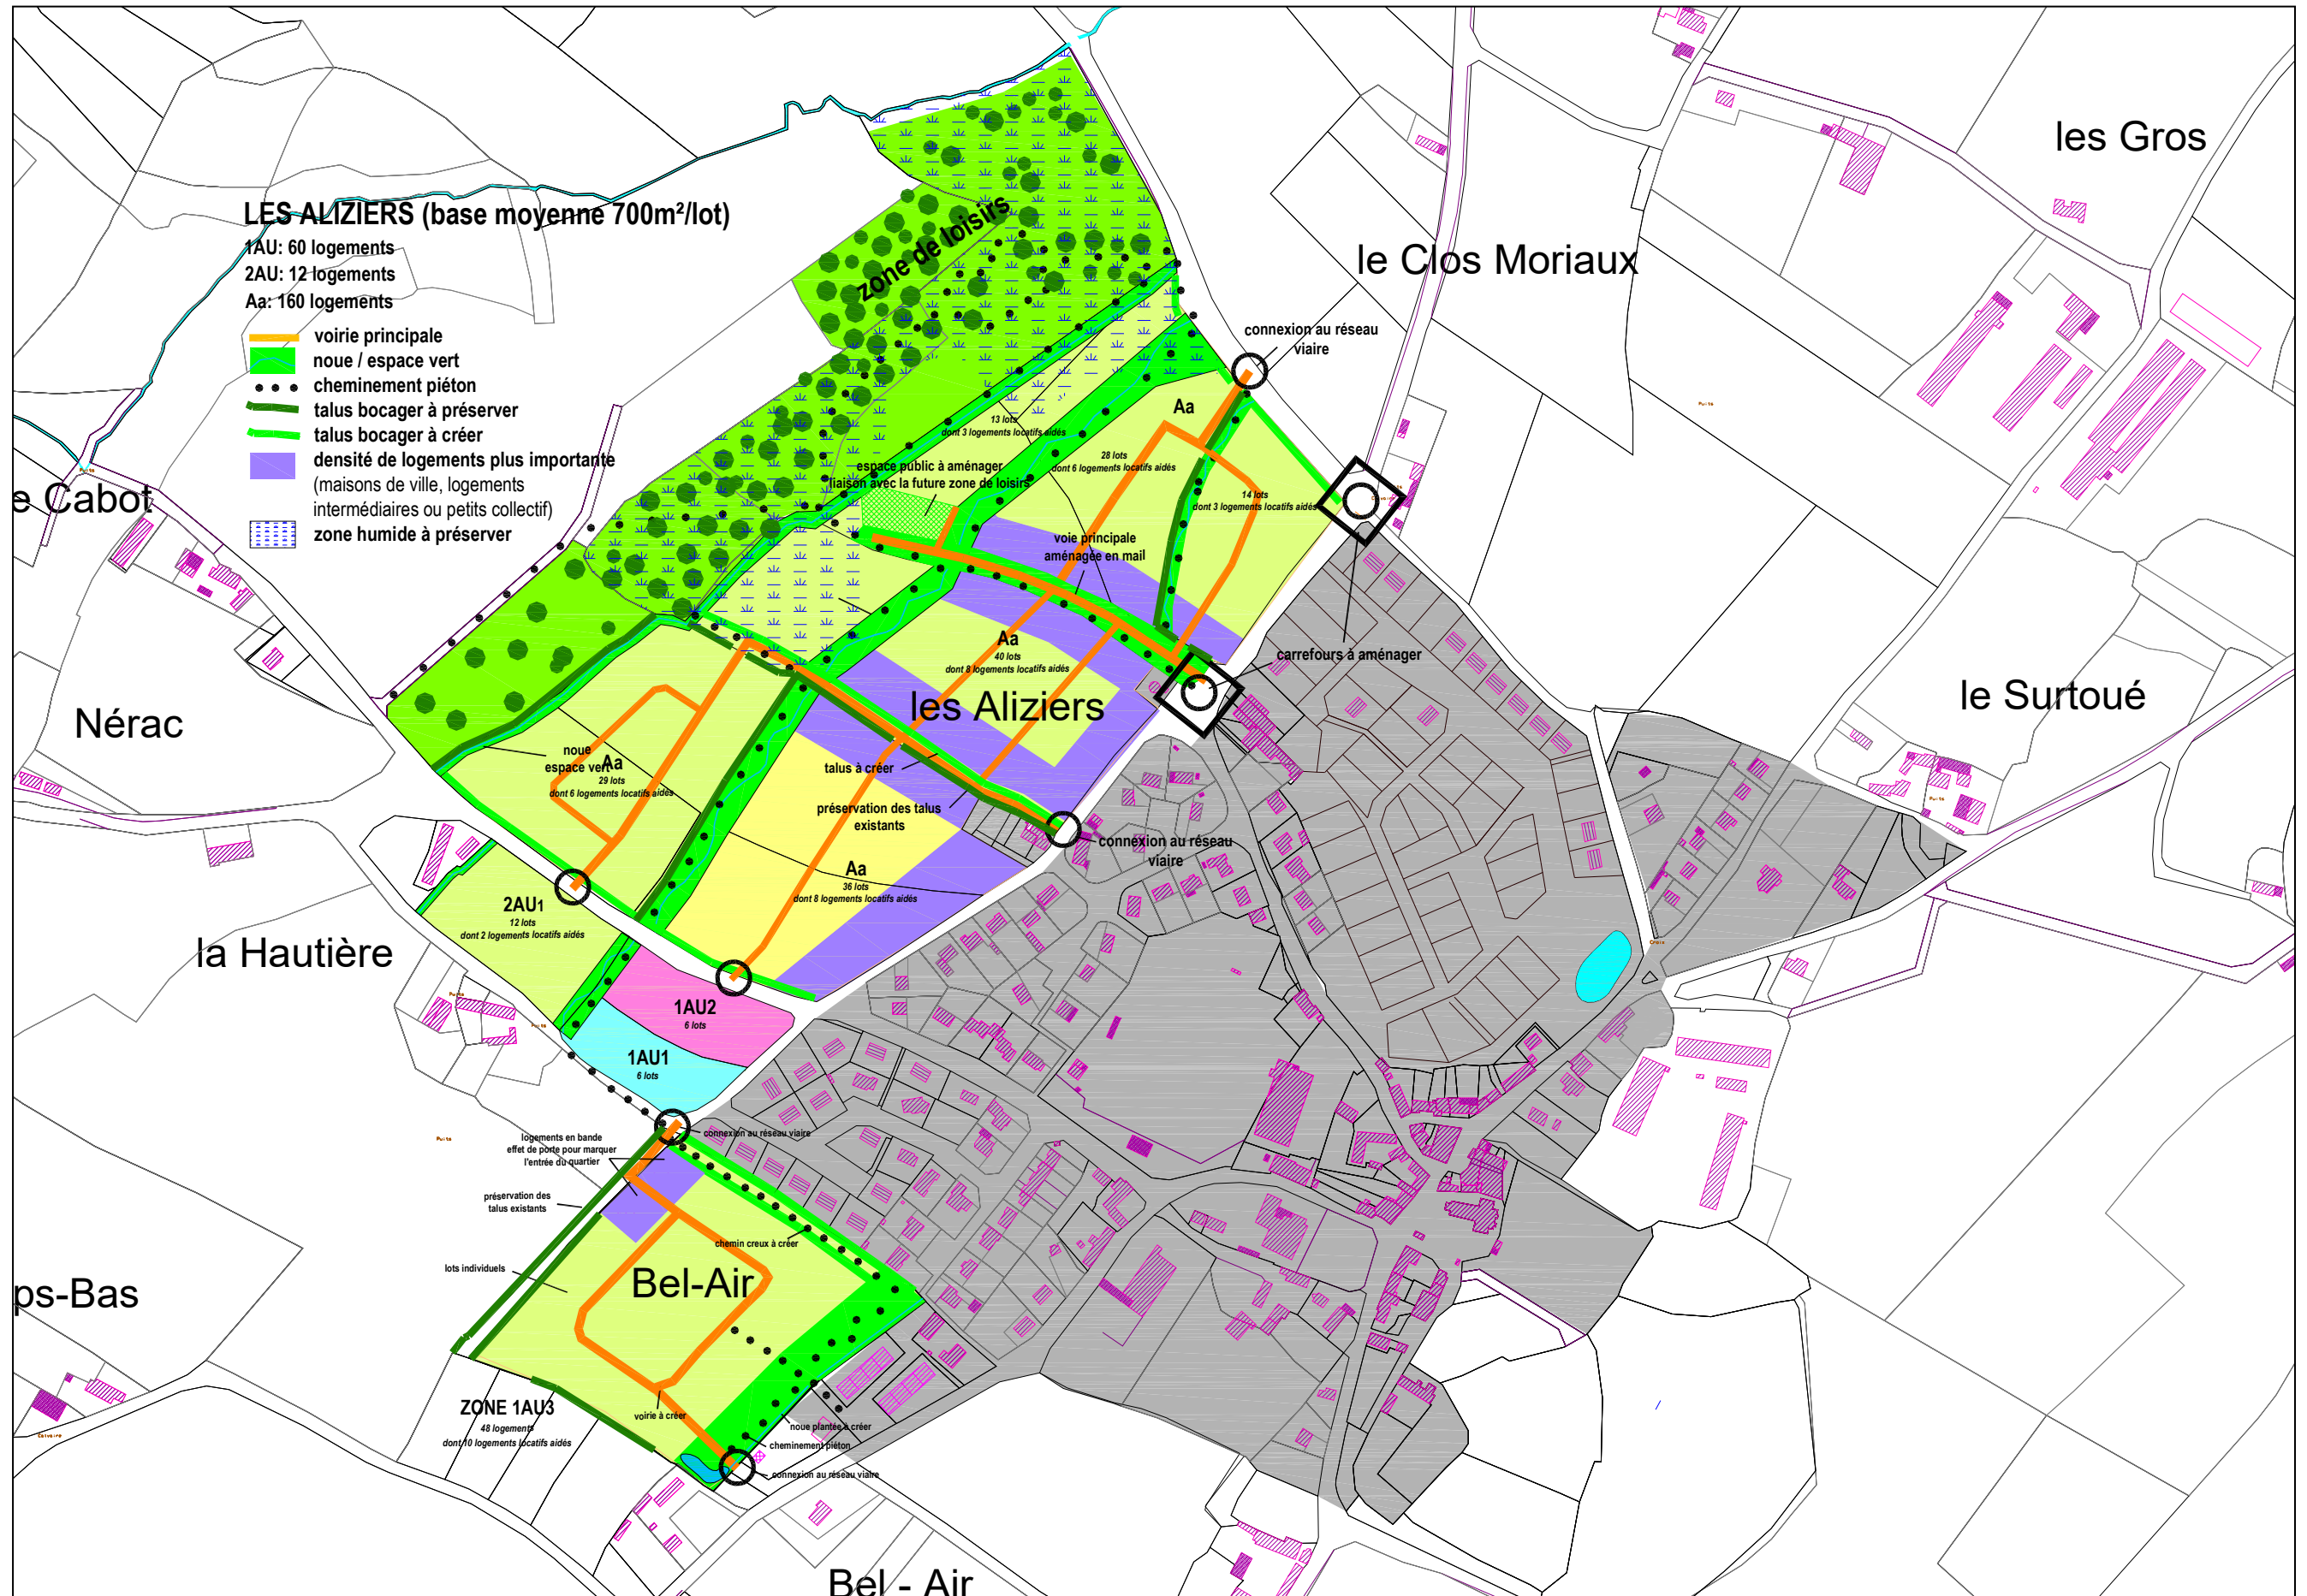 les Gros
LES ALIZIERS (base moyenne 700m²/lot)
1AU: 60 logements
2AU: 12 logements
Aa: 160 logements
voirie principale
noue / espace vert
cheminement piéton
talus bocager à préserver
talus bocager à créer
densité de logements plus importante
(maisons de ville, logements
intermédiaires ou petits collectif)
zone humide à préserver
zone de loisirs
le Clos Moriaux
connexion au réseau
viaire
Puits
Aa
13 lots
dont 3 logements locatifs aidés
28 lots
dont 6 logements locatifs aidés
espace public à aménager
liaison avec la future zone de loisirs
14 lots
dont 3 logements locatifs aidés
Puits
e Cabot
voie principale
aménagée en mail
Aa
40 lots
dont 8 logements locatifs aidés
carrefours à aménager
les Aliziers
le Surtoué
Nérac
noue
espace vert
Aa
29 lots
dont 6 logements locatifs aidés
talus à créer
préservation des talus
existants
Puits
connexion au réseau
viaire
Aa
36 lots
dont 8 logements locatifs aidés
2AU1
12 lots
dont 2 logements locatifs aidés
la Hautière
Croix
Puits
Puits
1AU2
6 lots
1AU1
6 lots
Puits
connexion au réseau viaire
logements en bande
effet de porte pour marquer
l'entrée du quartier
préservation des
talus existants
chemin creux à créer
lots individuels
Bel-Air
ps-Bas
ZONE 1AU3
48 logements
dont 10 logements locatifs aidés
voirie à créer
noue plantée à créer
cheminement piéton
Calvaire
connexion au réseau viaire
Bel - Air